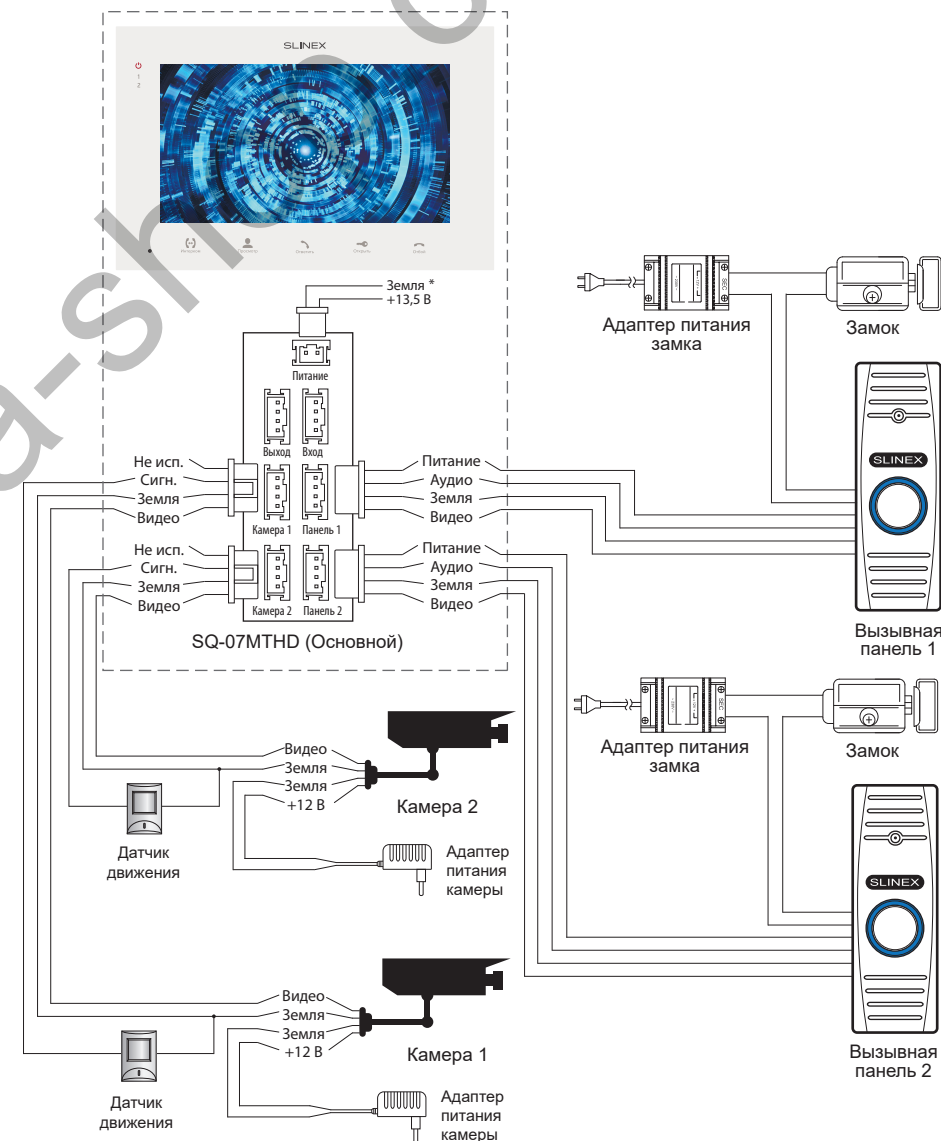 SLINEX
1
2
Земля *
+13,5 В
Питание
Выход
Вход
Не исп.
Сигн.
Земля
Видео
Камера 1
Панель 1
Питание
Аудио
Земля
Видео
Не исп.
Сигн.
Земля
Видео
Камера 2
Панель 2
Питание
Аудио
Земля
Видео
SQ-07MTHD (Основной)
Адаптер питания
замка
Замок
SLINEX
Вызывная
панель 1
Адаптер питания
замка
Замок
SLINEX
Вызывная
панель 2
Видео
Земля
Земля
+12 В
Камера 2
Датчик
движения
Адаптер
питания
камеры
Видео
Земля
Земля
+12 В
Камера 1
Датчик
движения
Адаптер
питания
камеры